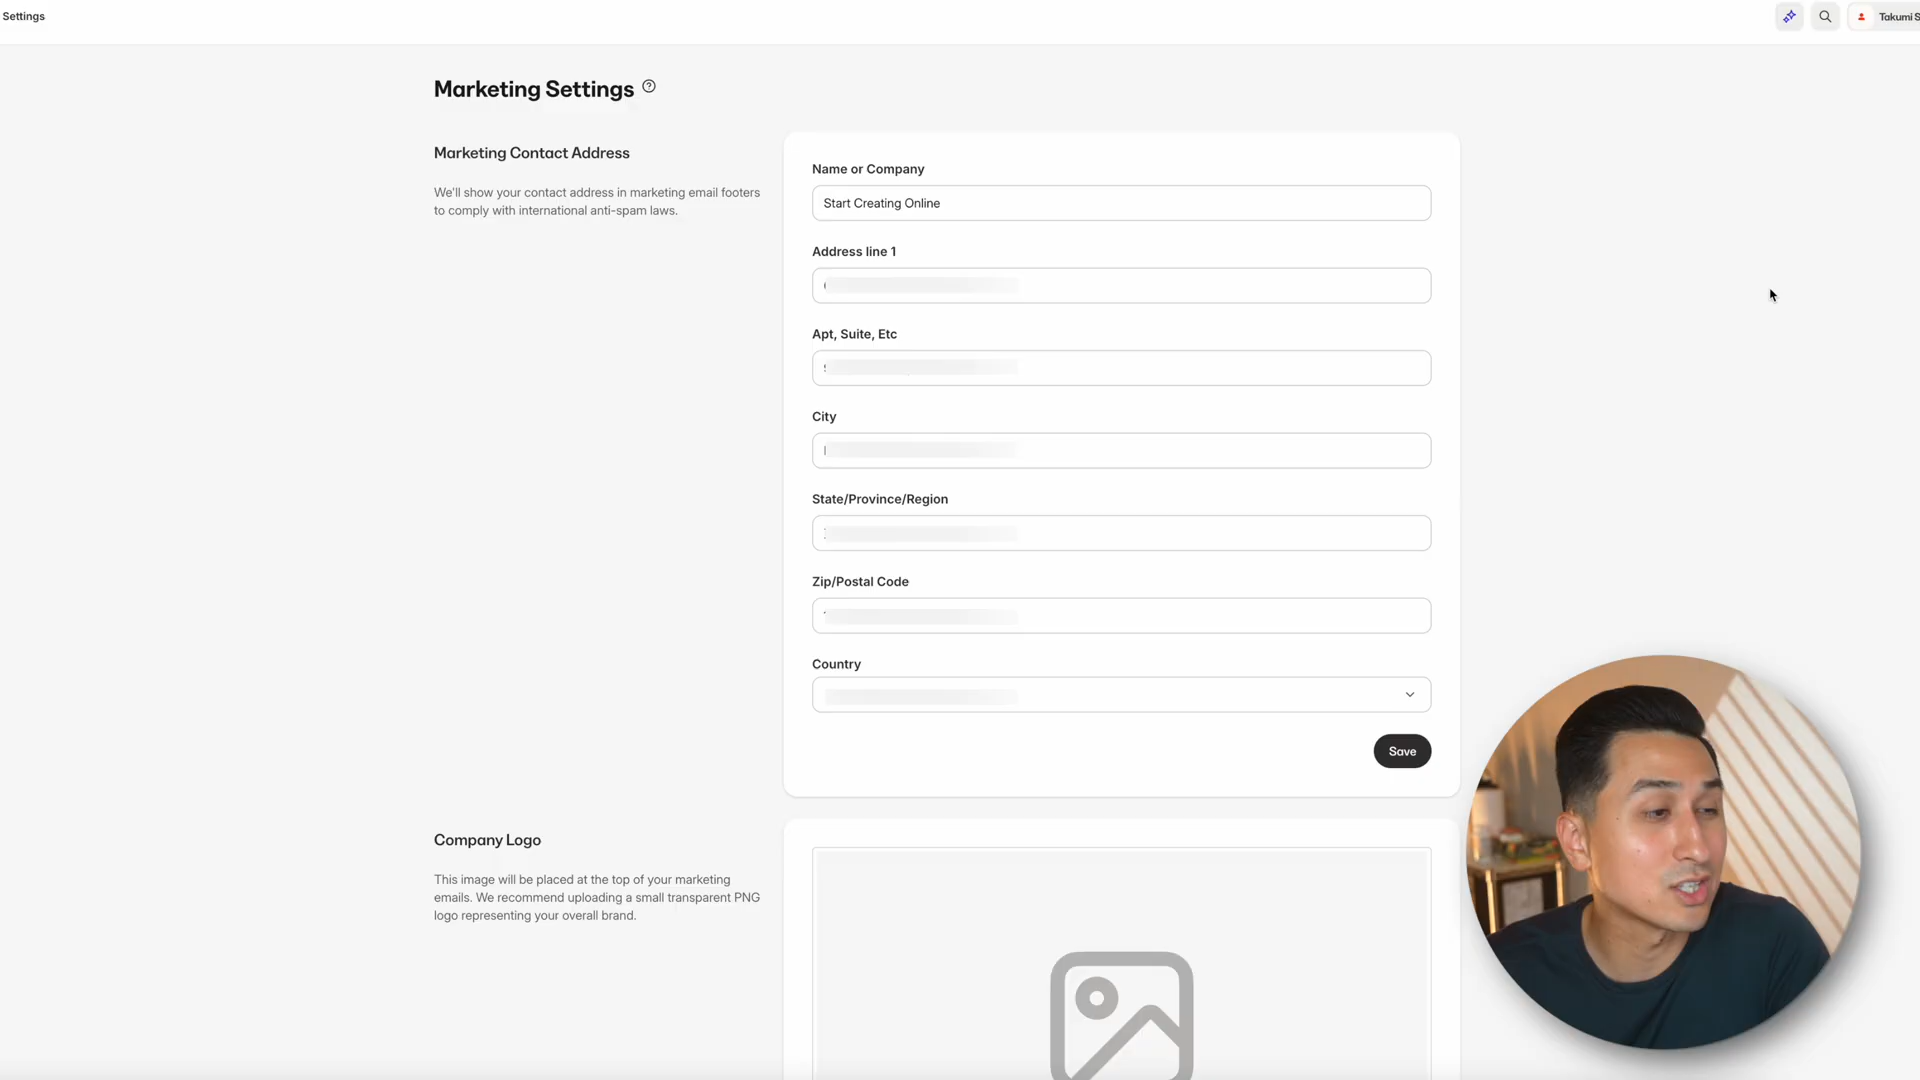 Settings
Takumi S
Marketing Settings
Marketing Contact Address
We'll show your contact address in marketing email footers
to comply with international anti-spam laws.
Name or Company
Start Creating Online
Address line 1
Apt, Suite, Etc
City
State/Province/Region
Zip/Postal Code
Country
Save
Company Logo
This image will be placed at the top of your marketing
emails. We recommend uploading a small transparent PNG
logo representing your overall brand.